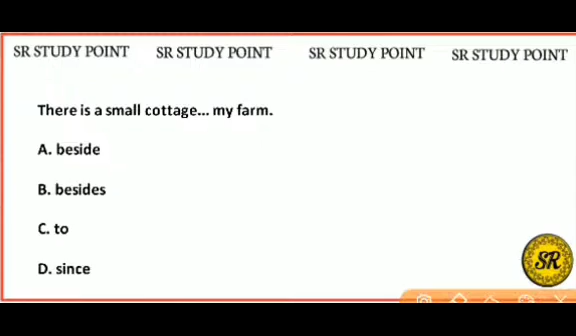 SR STUDY POINT SR STUDY POINT SR STUDY POINT SR STUDY POINT
There is a small cottage... my farm.
A. beside
B. besides
C. to
D. since
SR